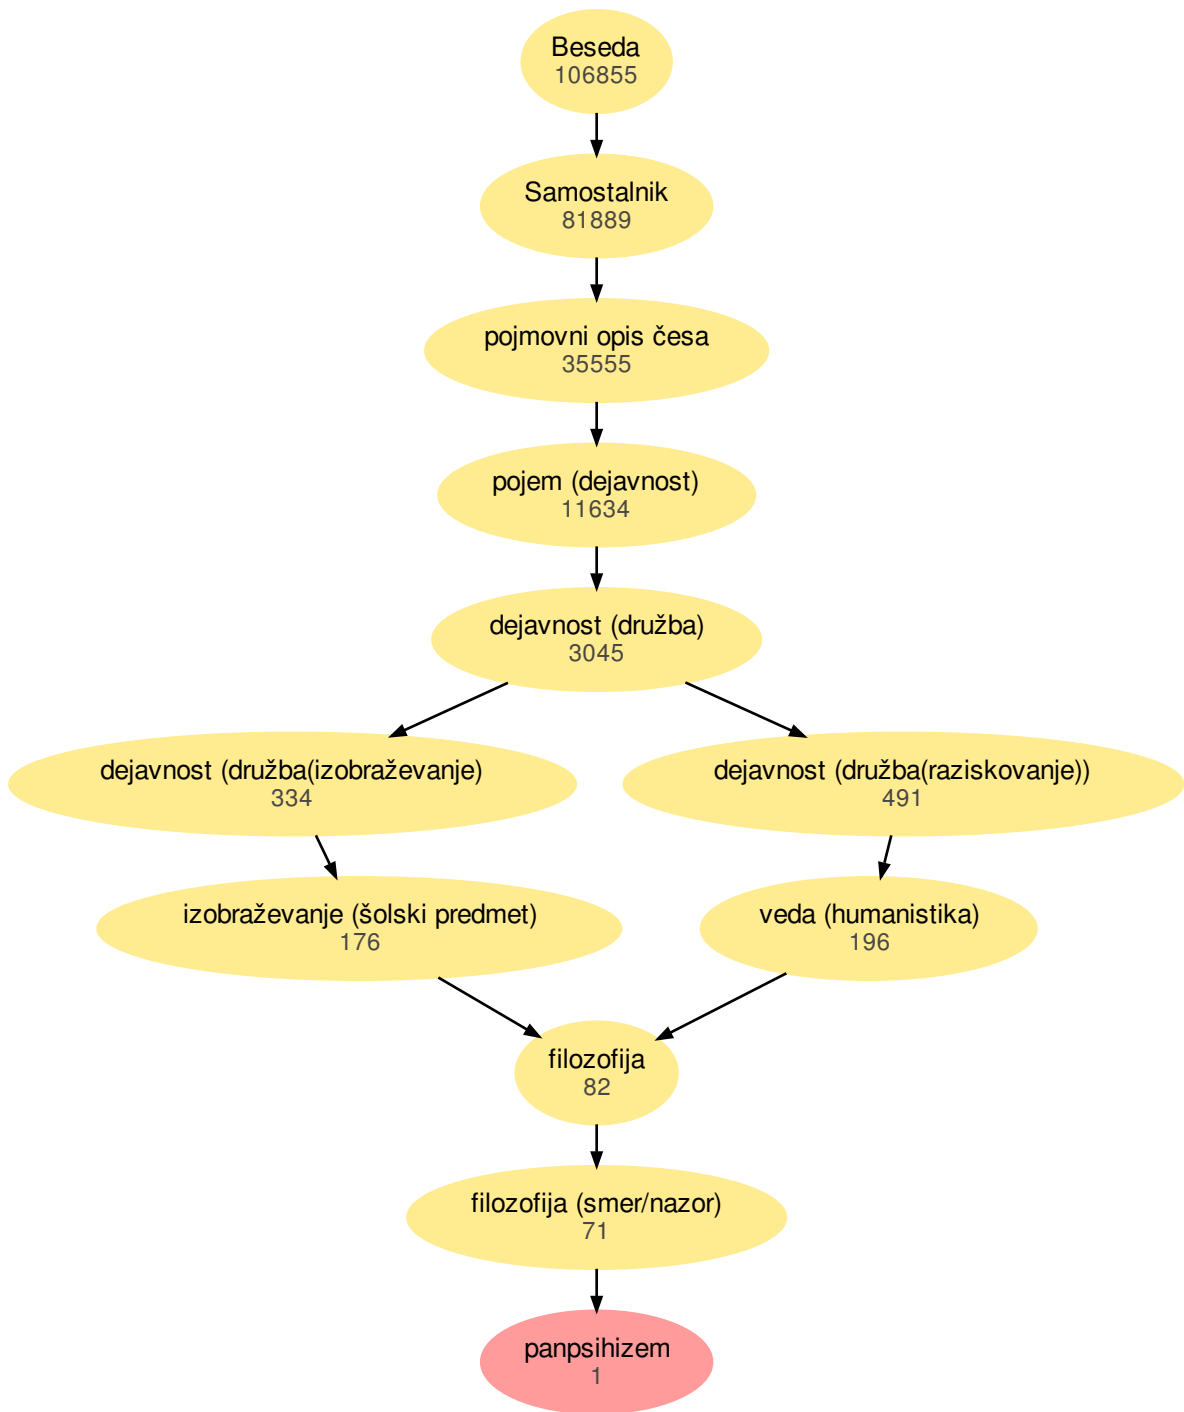 Beseda
106855
Samostalnik
81889
pojmovni opis česa
35555
pojem (dejavnost)
11634
dejavnost (družba)
3045
dejavnost (družba(izobraževanje)
334
dejavnost (družba(raziskovanje))
491
izobraževanje (šolski predmet)
176
veda (humanistika)
196
filozofija
82
filozofija (smer/nazor)
71
panpsihizem
1